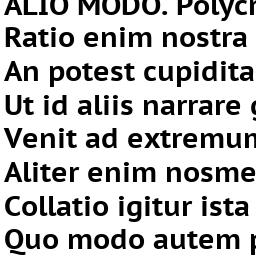 ALIO MODO. Polych
Ratio enim nostra
An potest cupidita
Ut id aliis narrare
Venit ad extremum
Aliter enim nosme
Collatio igitur ista
Quo modo autem